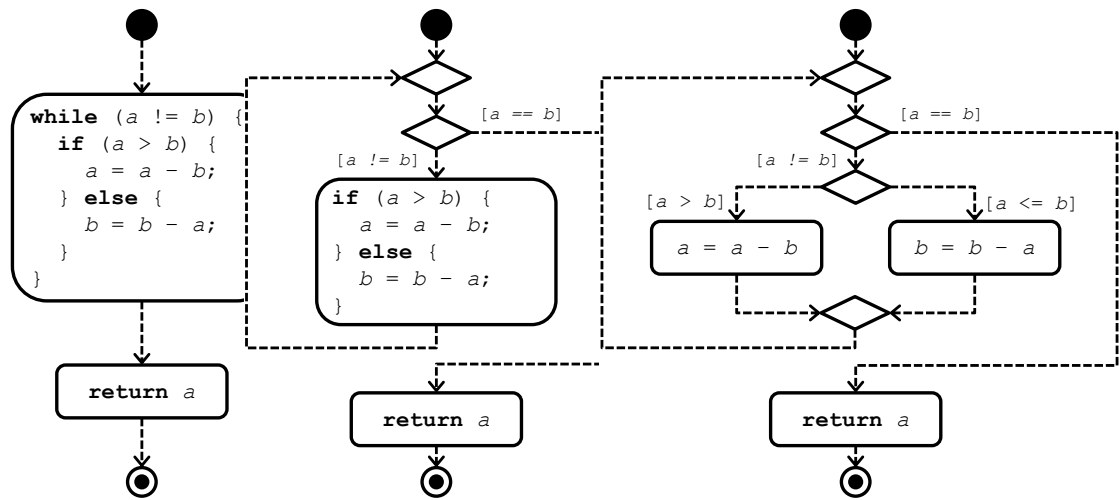 while (a != b) {
if (a > b) {
a = a - b;
} else {
b = b - a;
}
}
return a
[a == b]
[a != b]
if (a > b) {
a = a - b;
} else {
b = b - a;
}
return a
[a == b]
[a != b]
[a > b]
[a <= b]
a = a - b
b = b - a
return a